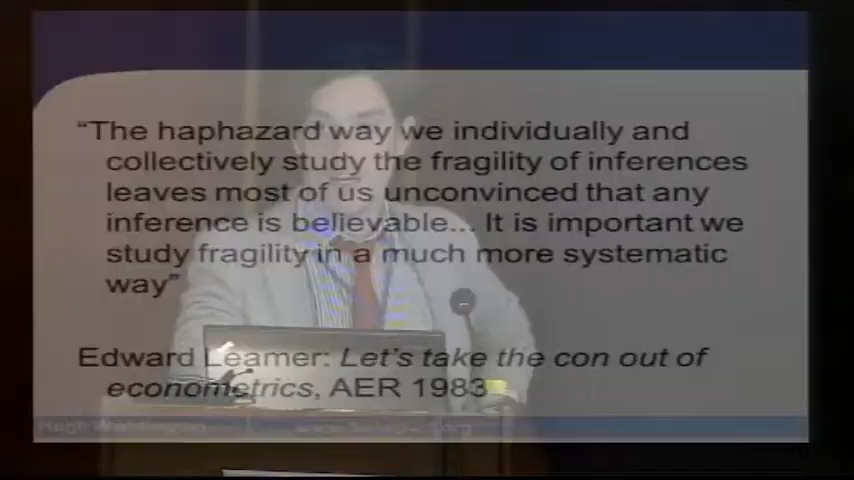 “The haphazard way we individually and
collectively study the fragility of inferences
leaves most of us unconvinced that any
inference is believable... It is important we
study fragility in a much more systematic
way”
Edward Leamer: Let's take the con out of
econometrics, AER 1983